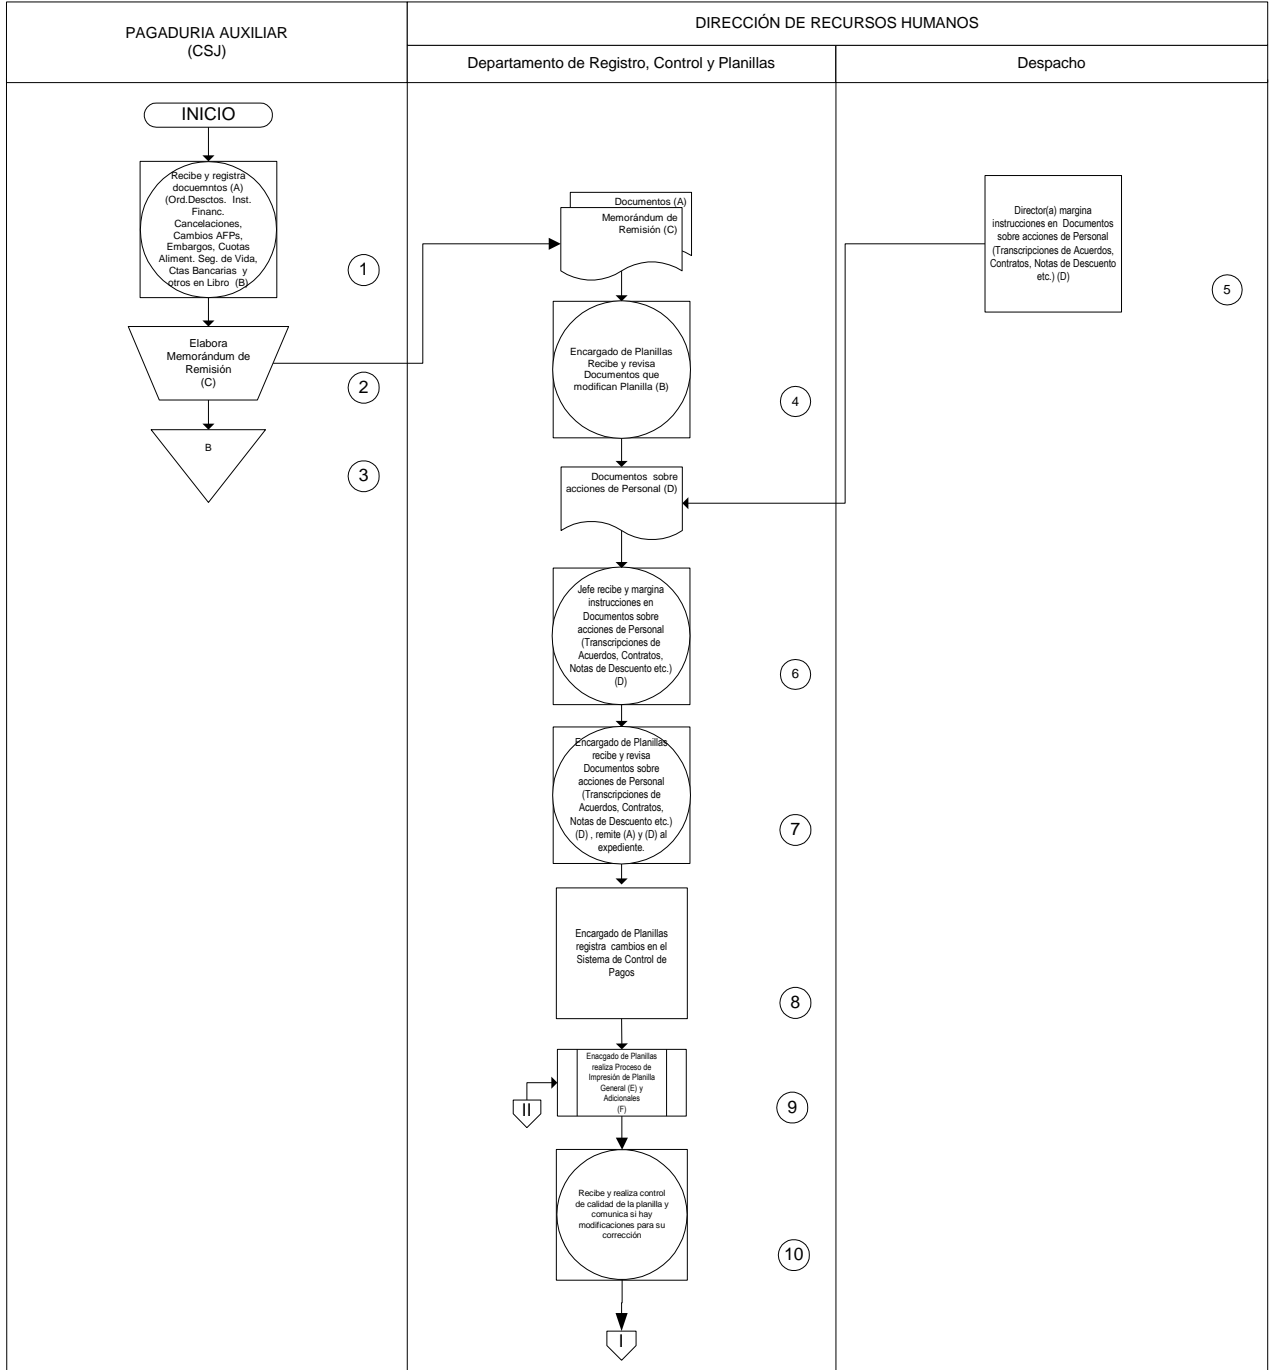 PAGADURIA AUXILIAR
(CSJ)
DIRECCIÓN DE RECURSOS HUMANOS
Departamento de Registro, Control y Planillas
Despacho
INICIO
Recibe y registra
docuemntos (A)
(Ord.Desctos. Inst.
Financ.
Cancelaciones,
Cambios AFPs,
Embargos, Cuotas
Aliment. Seg. de Vida,
Ctas Bancarias y
otros en Libro (B)
1
Elabora
Memorándum de
Remisión
(C)
2
B
3
Documentos (A)
Memorándum de
Remisión (C)
Encargado de Planillas
Recibe y revisa
Documentos que
modifican Planilla (B)
4
Director(a) margina
instrucciones en Documentos
sobre acciones de Personal
(Transcripciones de Acuerdos,
Contratos, Notas de Descuento
etc.) (D)
5
Documentos sobre
acciones de Personal (D)
Jefe recibe y margina
instrucciones en
Documentos sobre
acciones de Personal
(Transcripciones de
Acuerdos, Contratos,
Notas de Descuento etc.)
(D)
6
Encargado de Planillas
recibe y revisa
Documentos sobre
acciones de Personal
(Transcripciones de
Acuerdos, Contratos,
Notas de Descuento etc.)
(D) , remite (A) y (D) al
expediente.
7
Encargado de Planillas
registra cambios en el
Sistema de Control de
Pagos
8
Enacgado de Planillas
realiza Proceso de
Impresión de Planilla
General (E) y
Adicionales
(F)
9
II
Recibe y realiza control
de calidad de la planilla y
comunica si hay
modificaciones para su
corrección
10
I